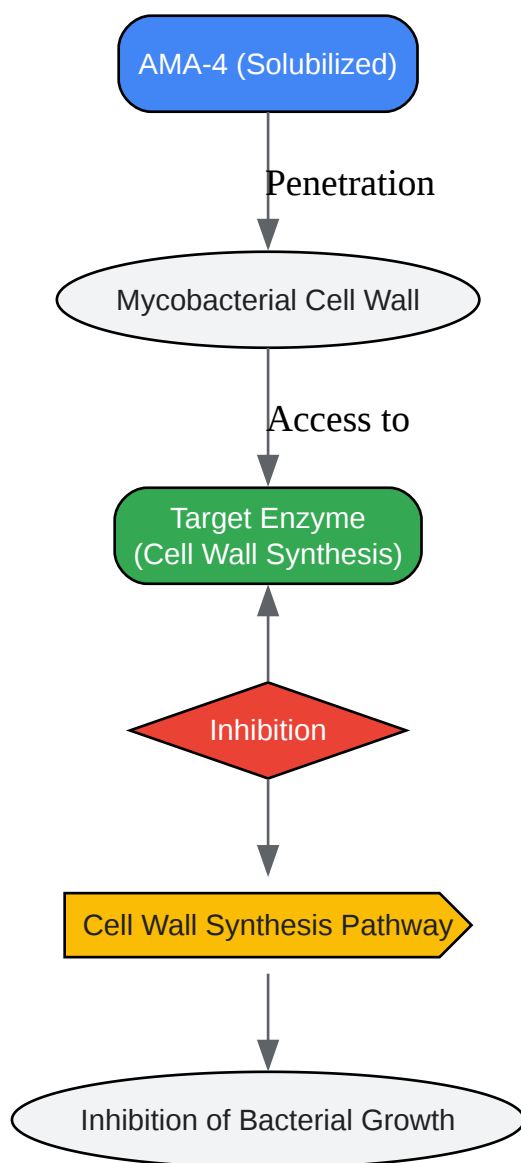 AMA-4 (Solubilized)
Penetration
Mycobacterial Cell Wall
Access to
Target Enzyme
(Cell Wall Synthesis)
Inhibition
Cell Wall Synthesis Pathway
Inhibition of Bacterial Growth